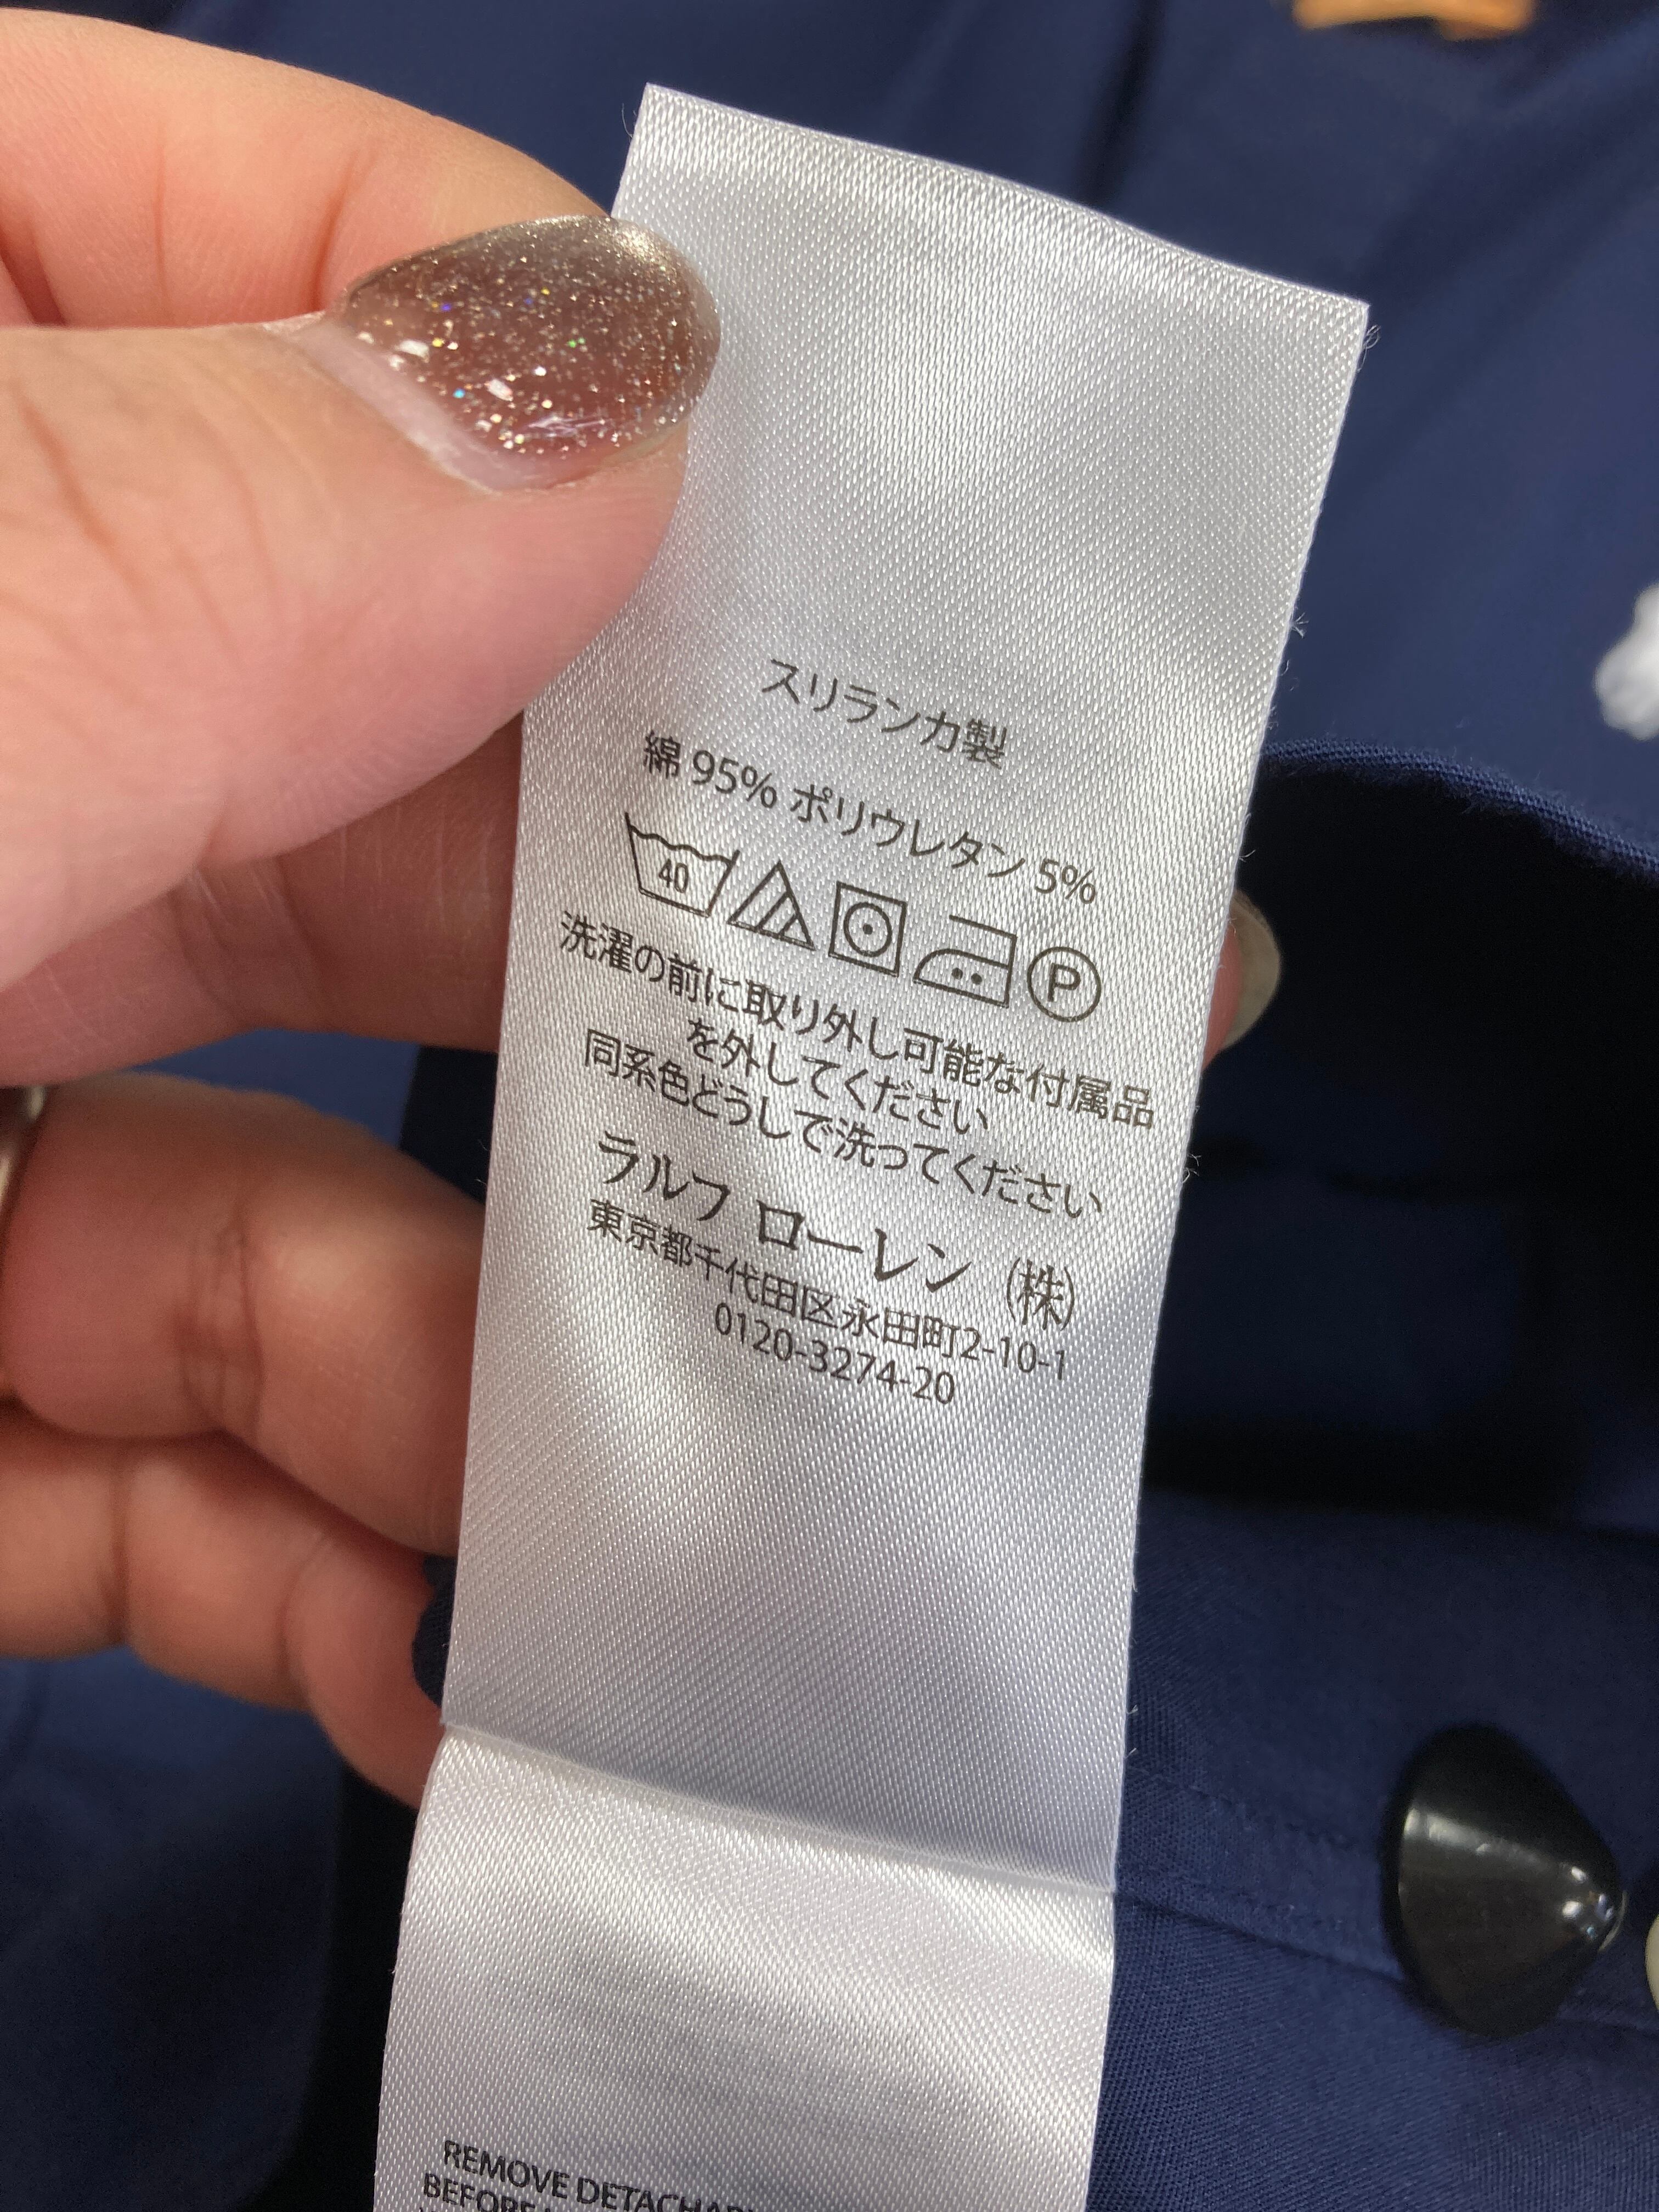 スリランカ製
綿 95% ポリウレタン 5%
40 P
洗濯の前に取り外し可能な付属品
を外してください
同系色どうしで洗ってください
ラルフ ローレン (株)
東京都千代田区永田町2-10-1
0120-3274-20
REMOVE
BEFORE